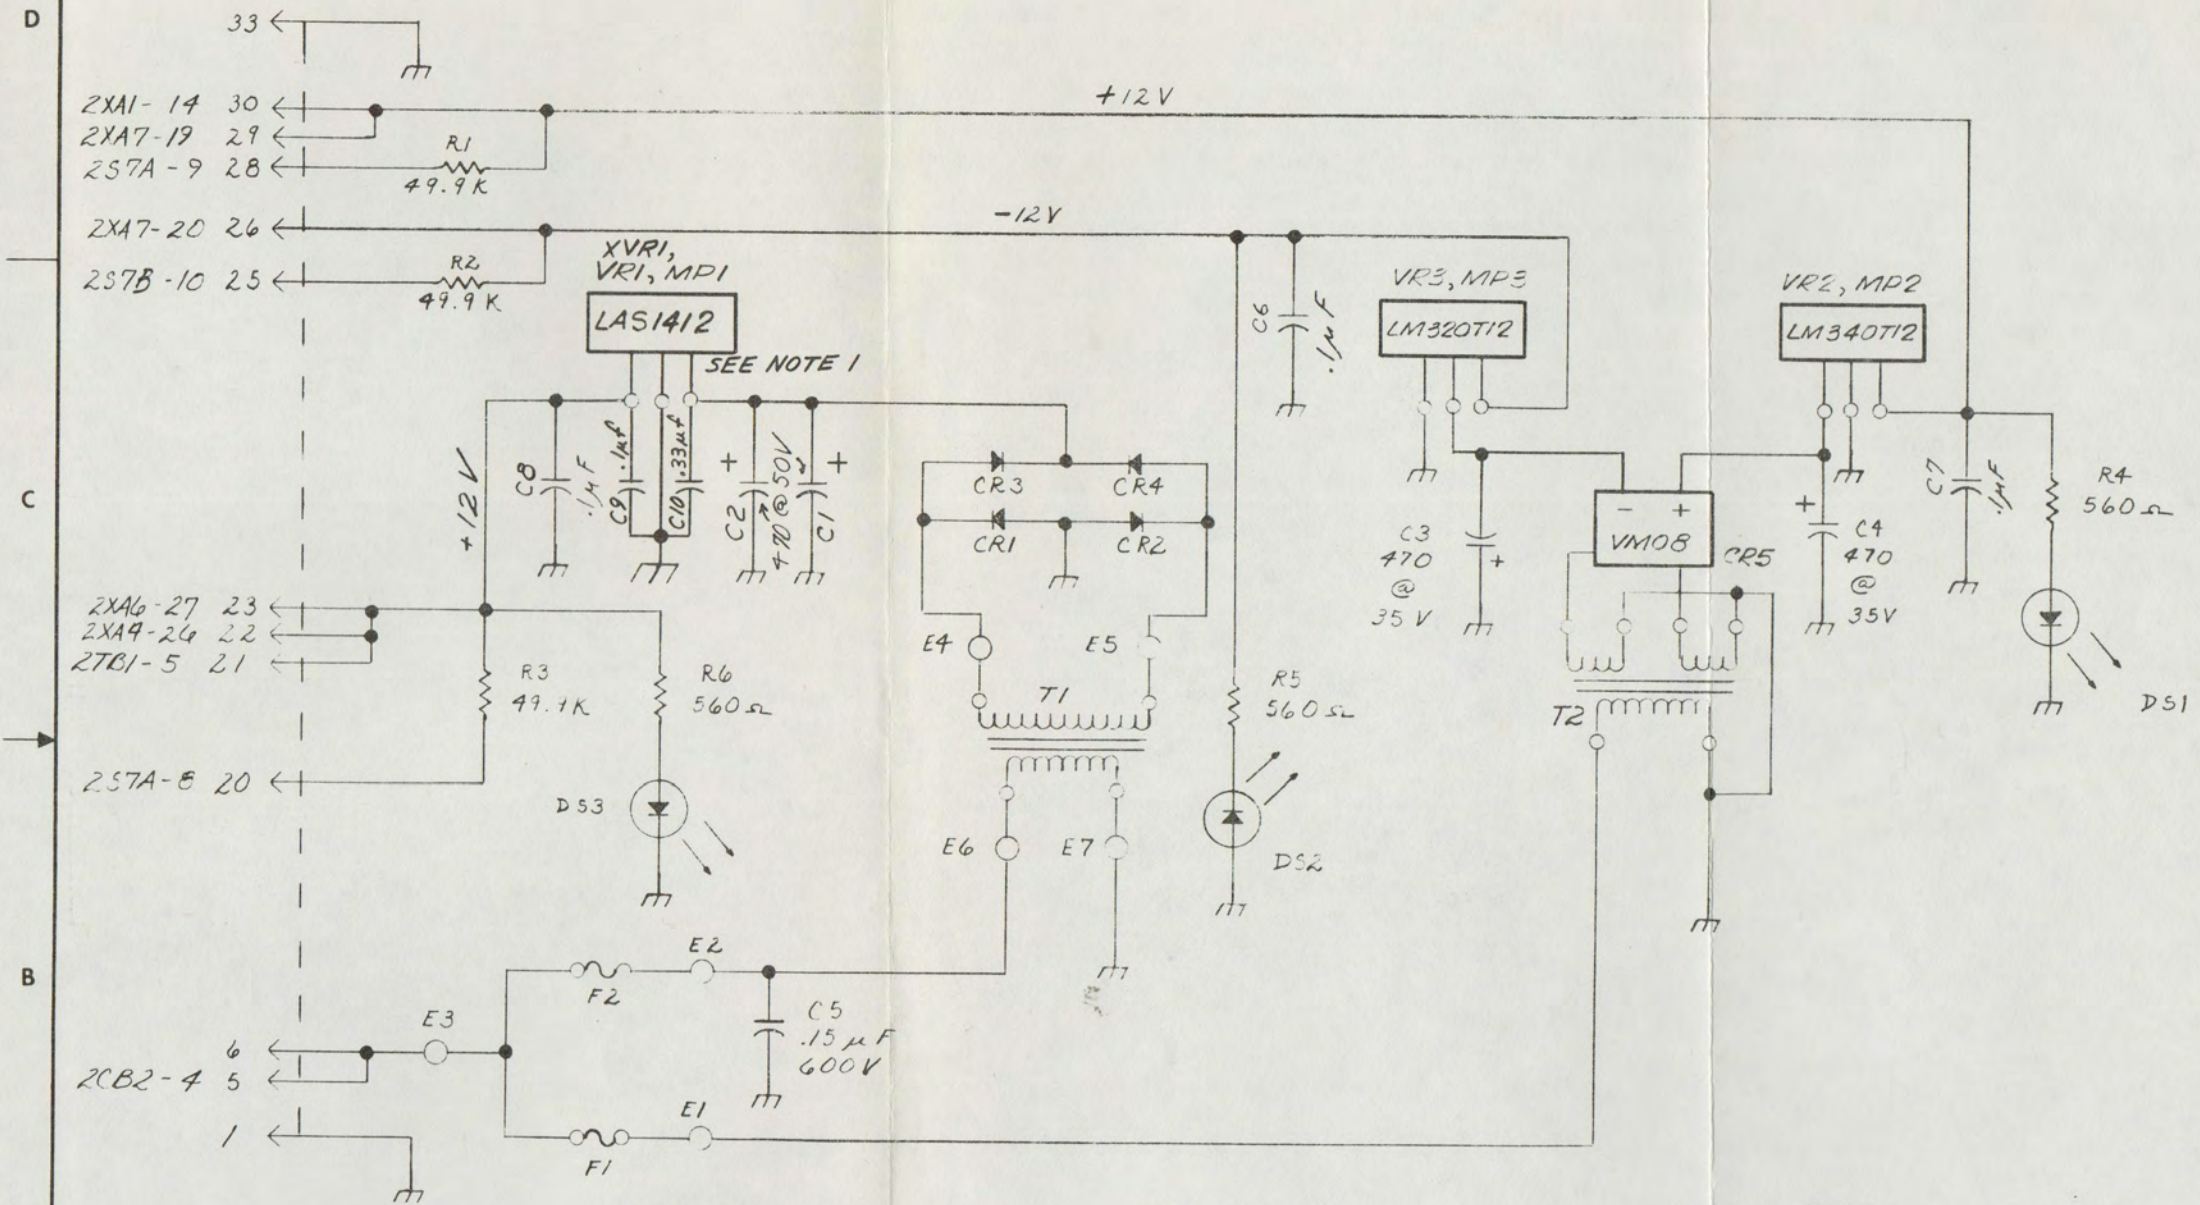 D
33
2XA1-14 30
2XA7-19 29
2S7A-9 28
R1
49.9K
+12V
2XA7-20 26
2S7B-10 25
R2
49.9K
-12V
XVR1,
VR1, MP1
LAS1412
SEE NOTE 1
C6
.1µF
VR3, MP3
LM320T12
VR2, MP2
LM340T12
C
+12V
C8
.1µF
C9 .1µf
C10 .33µf
+
C2
470 @ 50V
C1
+
CR3
CR4
CR1
CR2
C3
470
@
35V
+
- +
VM08
CR5
+
C4
470
@
35V
C7
.1µF
R4
560Ω
DS1
2XA6-27 23
2XA4-26 22
2TB1-5 21
R3
R6
560Ω
E4
E5
T1
R5
560Ω
T2
2S7A-8 20
DS3
E6
E7
DS2
B
E2
F2
C5
.15µF
600V
E3
6
2CB2-4 5
E1
F1
1